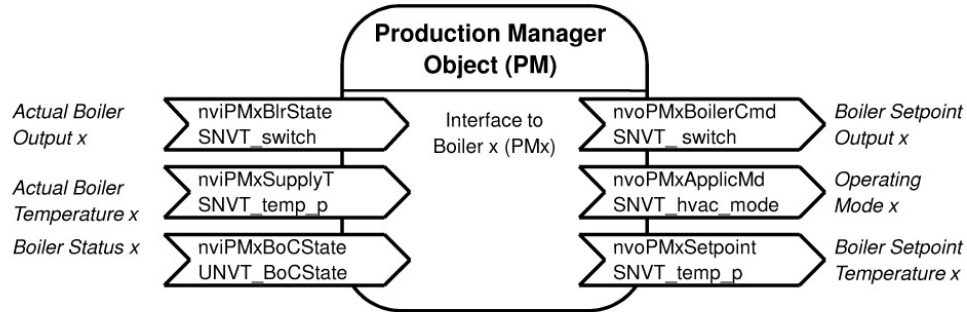 Production Manager
Object (PM)
Actual Boiler
Output x
nviPMxBlrState
SNVT_switch
Interface to
Boiler x (PMx)
nvoPMxBoilerCmd
SNVT_ switch
Boiler Setpoint
Output x
Actual Boiler
Temperature x
nviPMxSupplyT
SNVT_temp_p
nvoPMxApplicMd
SNVT_hvac_mode
Operating
Mode x
Boiler Status x
nviPMxBoCState
UNVT_BoCState
nvoPMxSetpoint
SNVT_temp_p
Boiler Setpoint
Temperature x